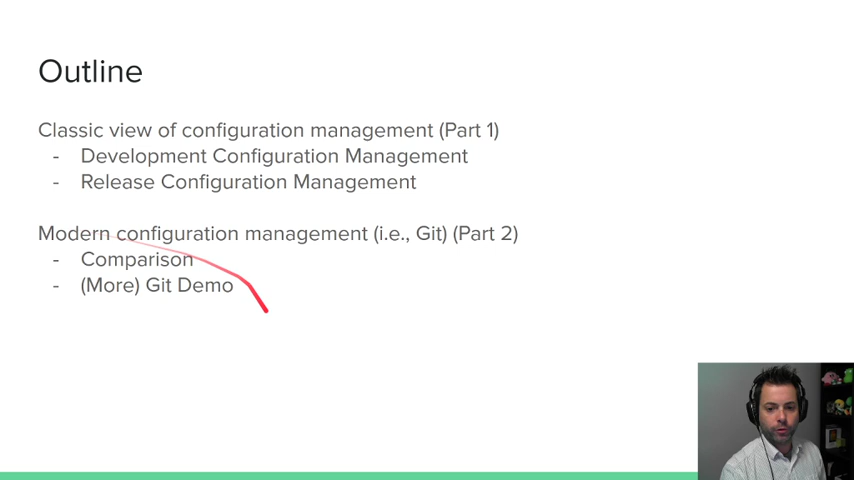 Outline
Classic view of configuration management (Part 1)
- Development Configuration Management
- Release Configuration Management
Modern configuration management (i.e., Git) (Part 2)
- Comparison
- (More) Git Demo